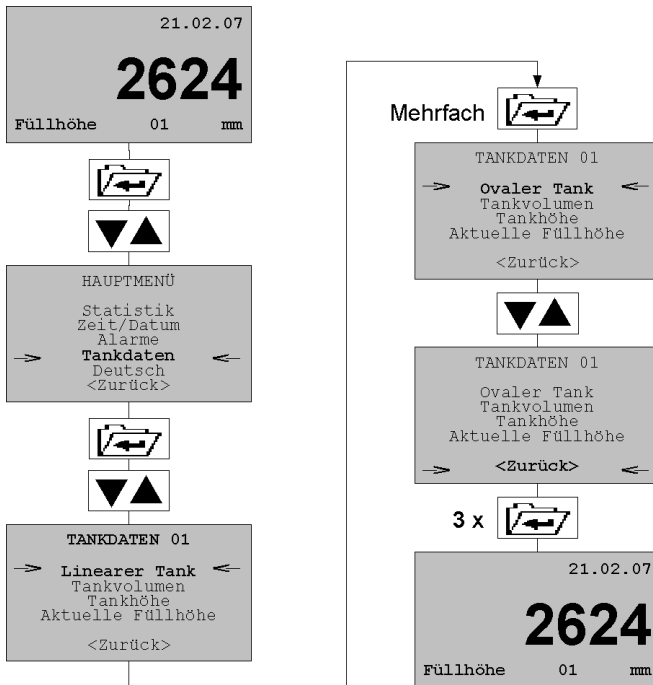 21.02.07
2624
Füllhöhe 01 mm
HAUPTMENÜ
Statistik
Zeit/Datum
Alarme
Tankdaten
Deutsch
<Zurück>
TANKDATEN 01
Linearer Tank
Tankvolumen
Tankhöhe
Aktuelle Füllhöhe
<Zurück>
Mehrfach
TANKDATEN 01
Ovaler Tank
Tankvolumen
Tankhöhe
Aktuelle Füllhöhe
<Zurück>
TANKDATEN 01
Ovaler Tank
Tankvolumen
Tankhöhe
Aktuelle Füllhöhe
<Zurück>
3 x
21.02.07
2624
Füllhöhe 01 mm